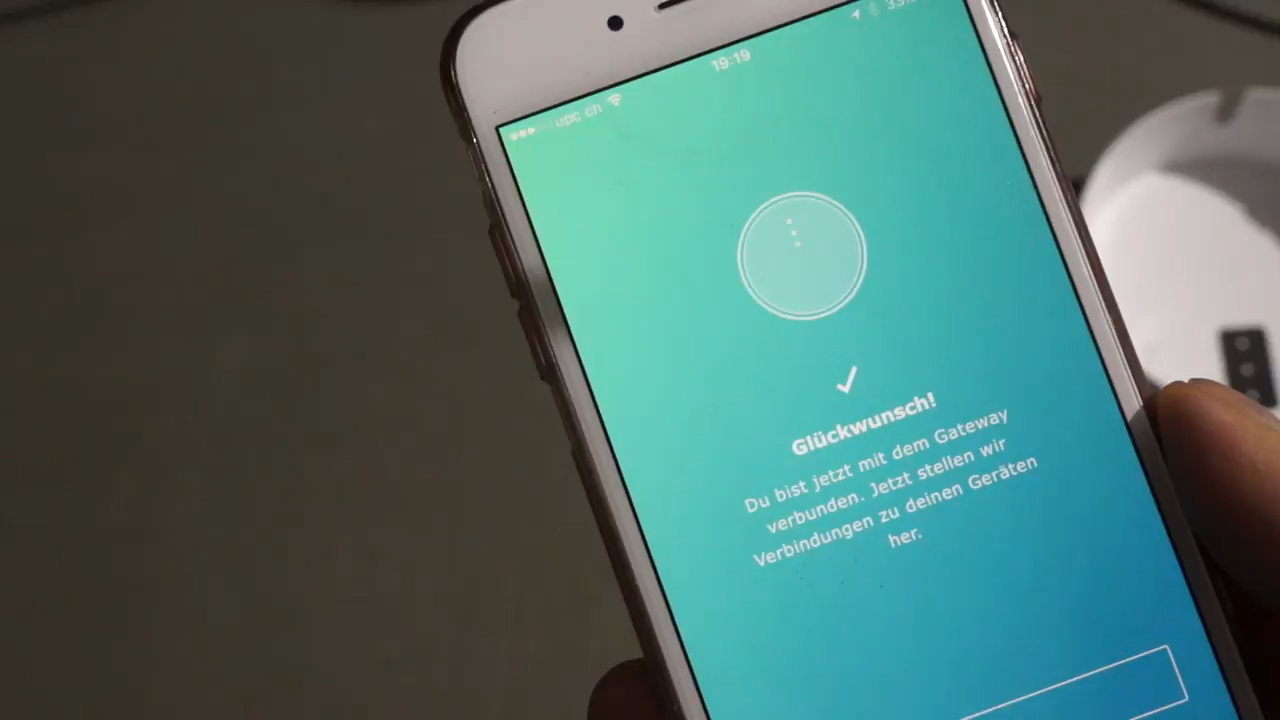 upc ch
19:19
33%
Glückwunsch!
Du bist jetzt mit dem Gateway
verbunden. Jetzt stellen wir
Verbindungen zu deinen Geräten
her.